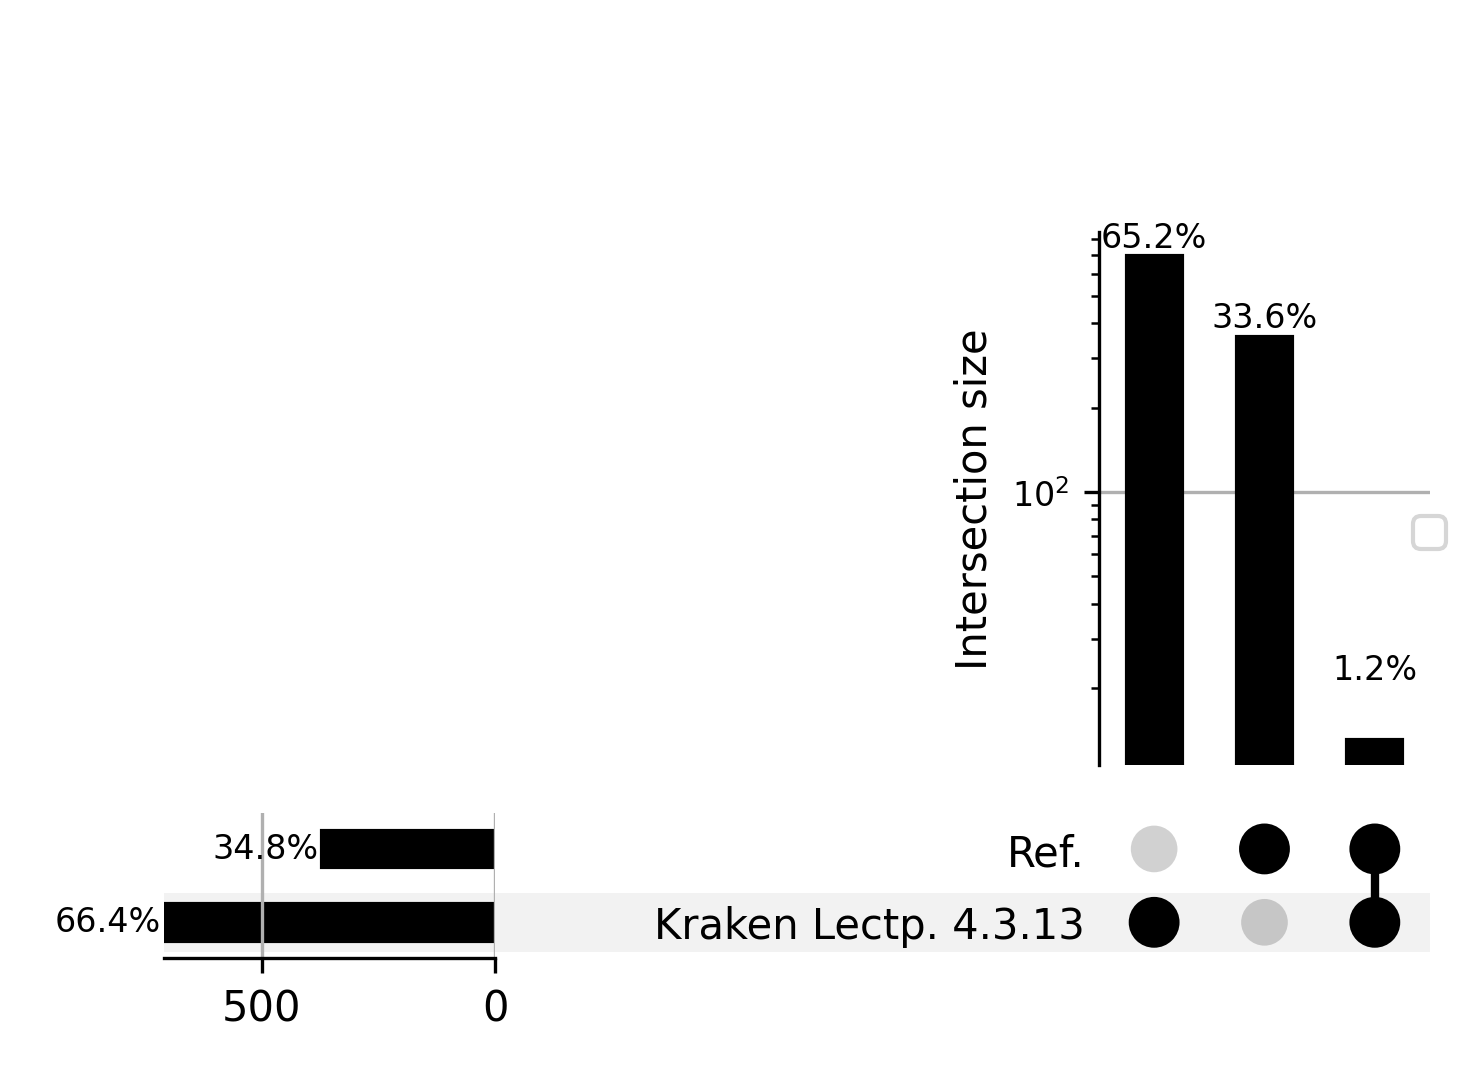 65.2%
33.6%
Intersection size
10²
1.2%
34.8%
Ref.
66.4%
Kraken Lectp. 4.3.13
500
0